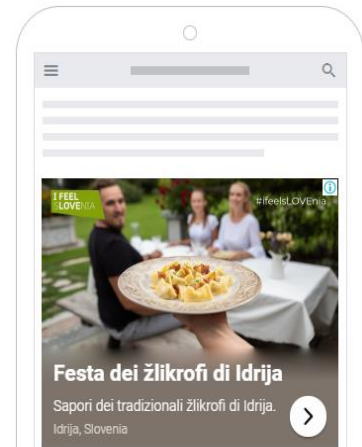 I FEEL
SLOVENIA
#ifeelsLOVEnia
Festa dei žlikrofi di Idrija
Sapori dei tradizionali žlikrofi di Idrija.
Idrija, Slovenia